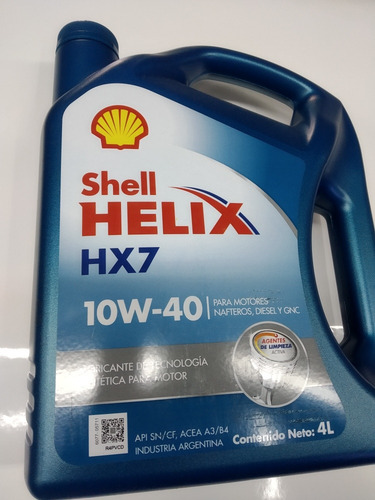 Shell
HELIX
HX7
10W-40
PARA MOTORES
NAFTEROS, DIESEL Y GNC
AGENTES
DE LIMPIEZA
ACTIVA
DE TECNOLOGÍA
PARA MOTOR
R4PVCD
API SN/CF, ACEA A3/B4
INDUSTRIA ARGENTINA
Contenido Neto: 4L